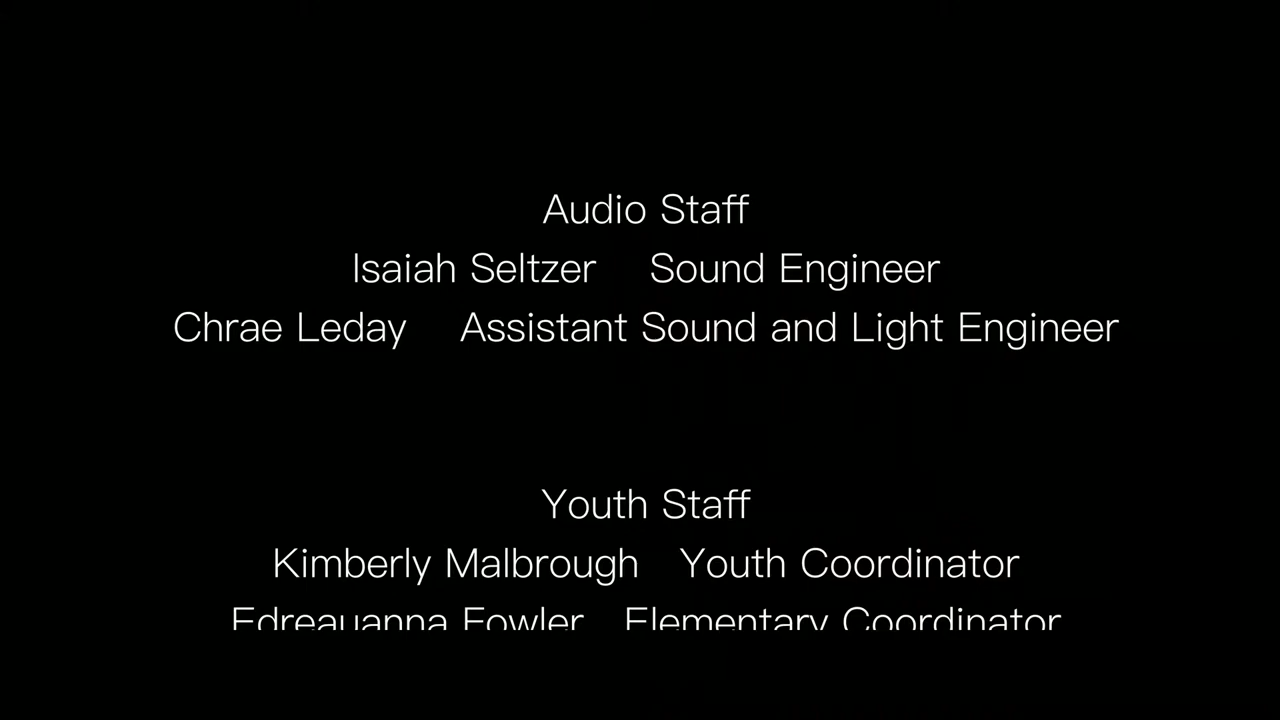 Audio Staff
Isaiah Seltzer Sound Engineer
Chrae Leday Assistant Sound and Light Engineer
Youth Staff
Kimberly Malbrough Youth Coordinator
Edreauanna Fowler Elementary Coordinator